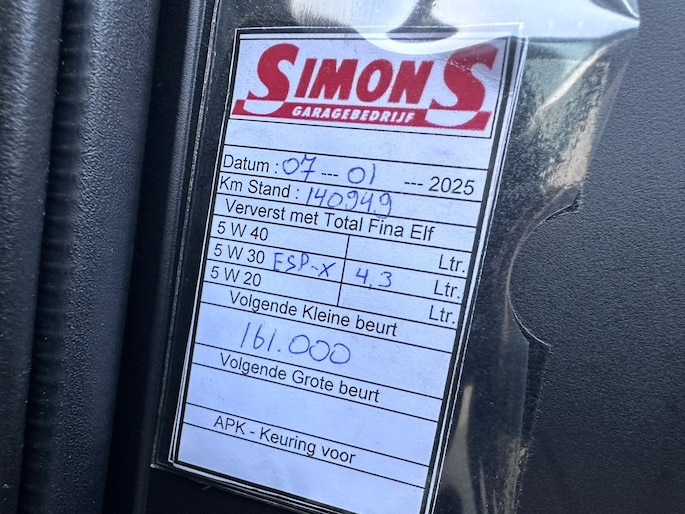 SIMONS
GARAGEBEDRIJF
Datum : 07 --- 01 --- 2025
Km Stand : 140949
Ververst met Total Fina Elf
5 W 40 Ltr.
5 W 30 ESP-X 4,3 Ltr.
5 W 20 Ltr.
Volgende Kleine beurt
161.000
Volgende Grote beurt
APK - Keuring voor